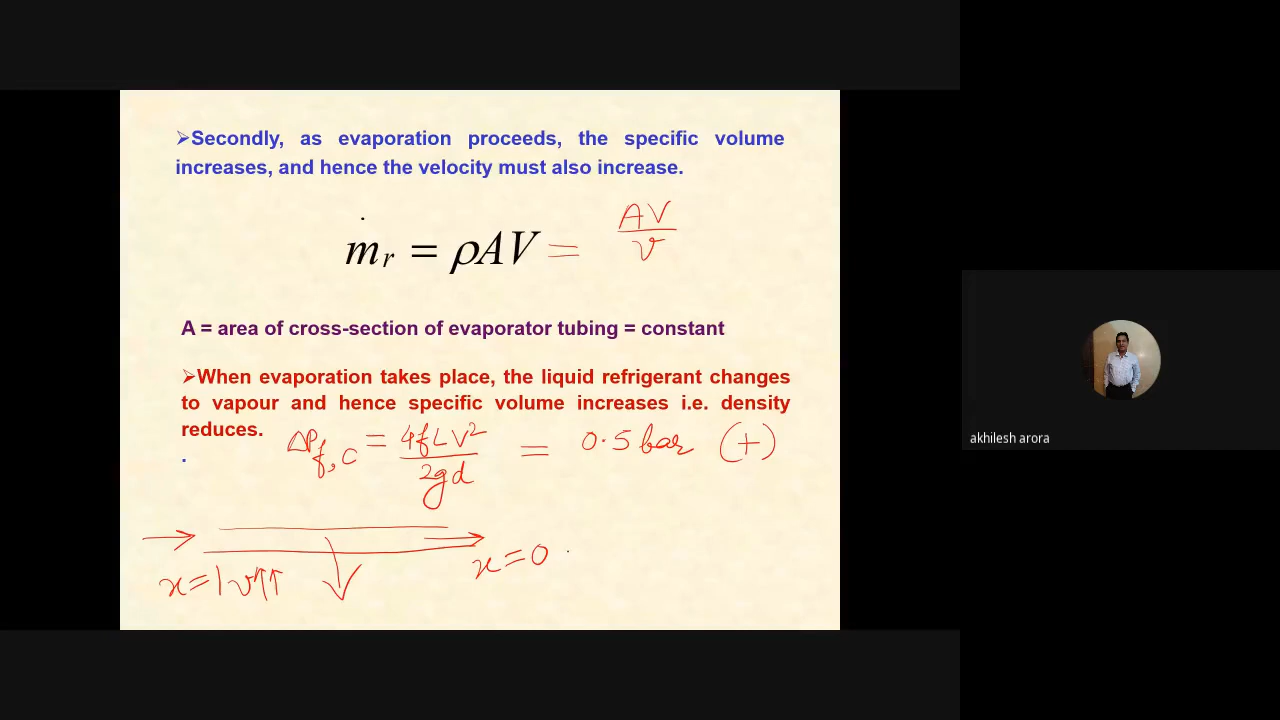 ➢Secondly, as evaporation proceeds, the specific volume
increases, and hence the velocity must also increase.
ṁr = ρAV = AV/v
A = area of cross-section of evaporator tubing = constant
➢When evaporation takes place, the liquid refrigerant changes
to vapour and hence specific volume increases i.e. density
reduces.
.
ΔPf,c = 4fLV²/2gd = 0.5 bar (+)
x=1 v↑↑
x=0
akhilesh arora